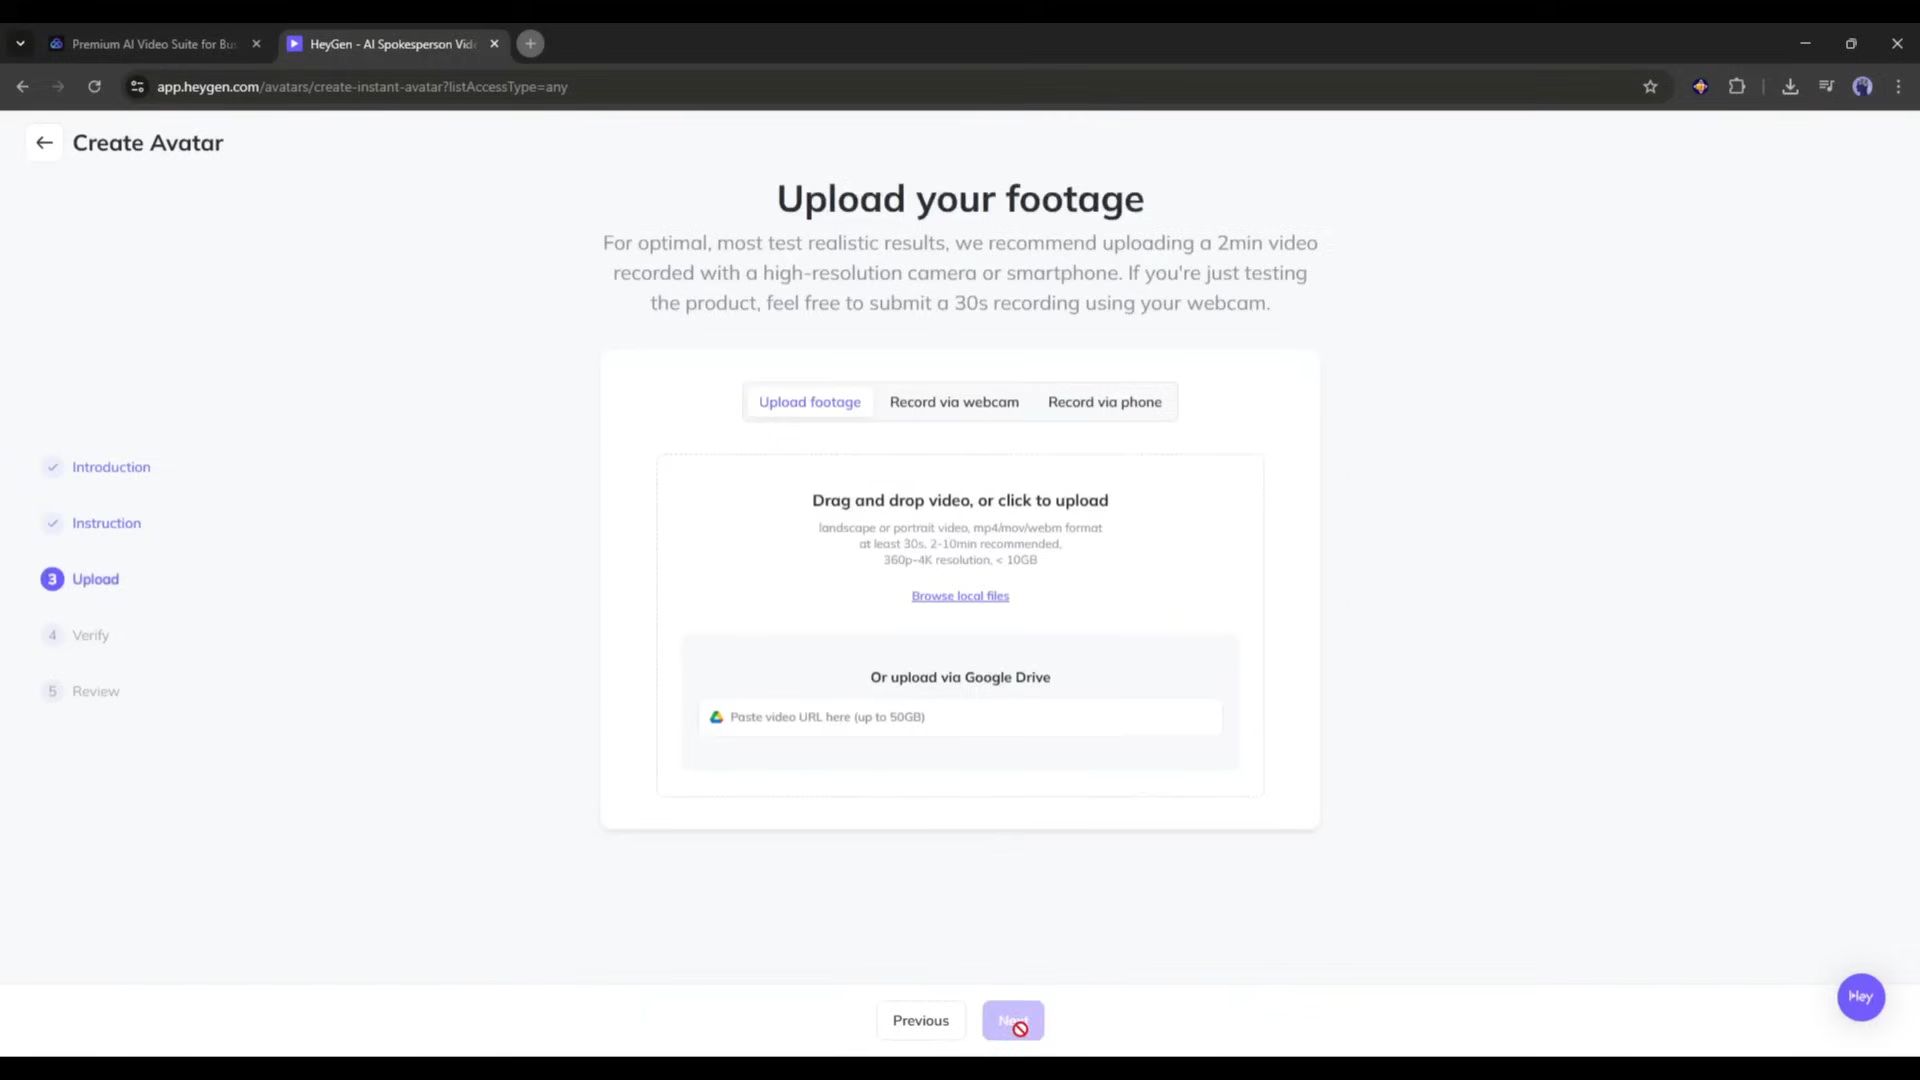 Premium AI Video Suite for Bu
HeyGen - AI Spokesperson Vid
app.heygen.com/avatars/create-instant-avatar?listAccessType=any
Create Avatar
Upload your footage
For optimal, most test realistic results, we recommend uploading a 2min video
recorded with a high-resolution camera or smartphone. If you're just testing
the product, feel free to submit a 30s recording using your webcam.
Upload footage Record via webcam Record via phone
Drag and drop video, or click to upload
landscape or portrait video, mp4/mov/webm format
at least 30s, 2-10min recommended,
360p-4K resolution, < 10GB
Browse local files
Or upload via Google Drive
Paste video URL here (up to 50GB)
Introduction
Instruction
3 Upload
4 Verify
5 Review
Previous
Next
Hey